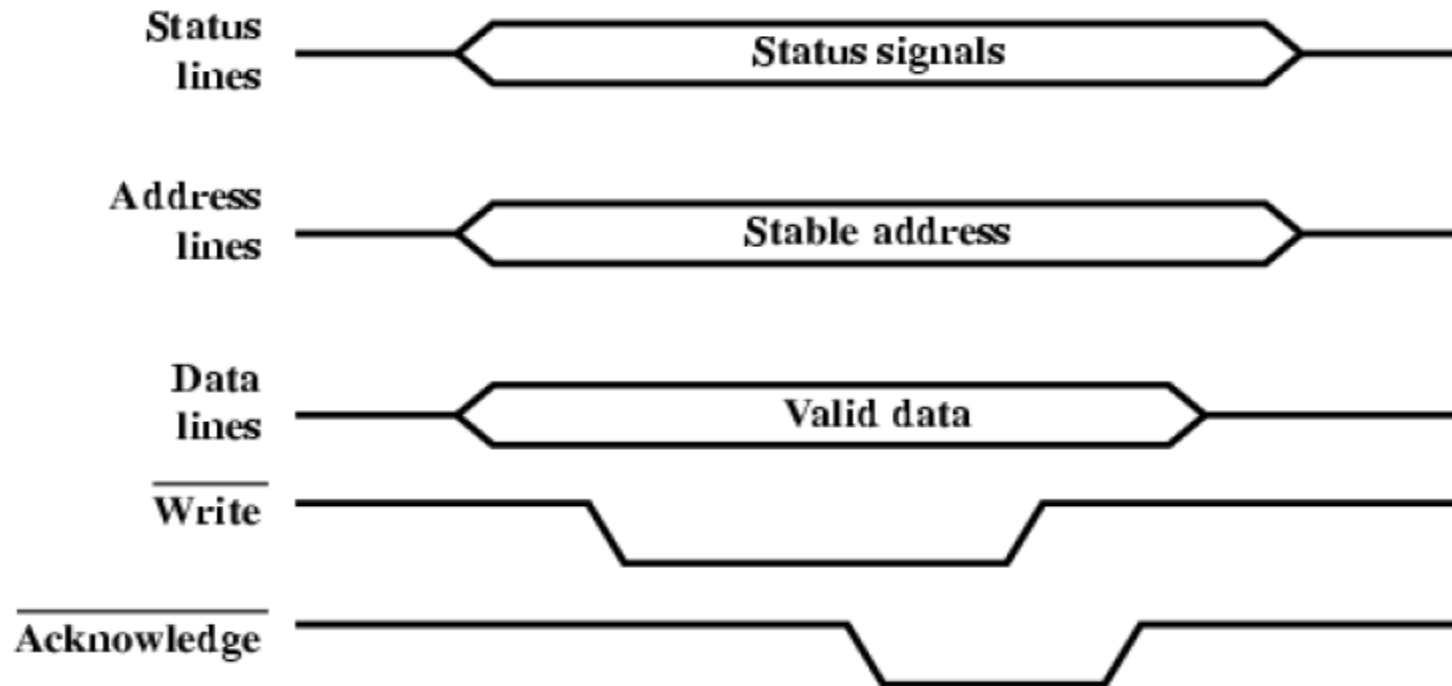 Status
lines
Status signals
Address
lines
Stable address
Data
lines
Valid data
Write
Acknowledge